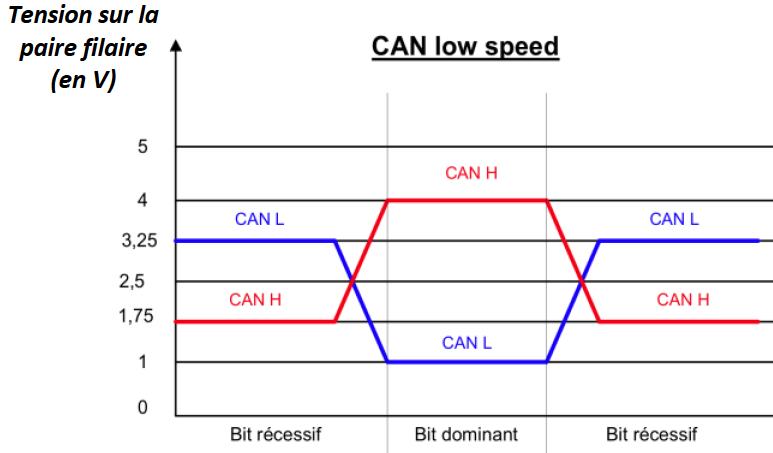 Tension sur la
paire filaire
(en V)
CAN low speed
5
CAN H
4
CAN L
CAN L
3,25
2,5
CAN H
CAN H
1,75
CAN L
1
0
Bit récessif
Bit dominant
Bit récessif